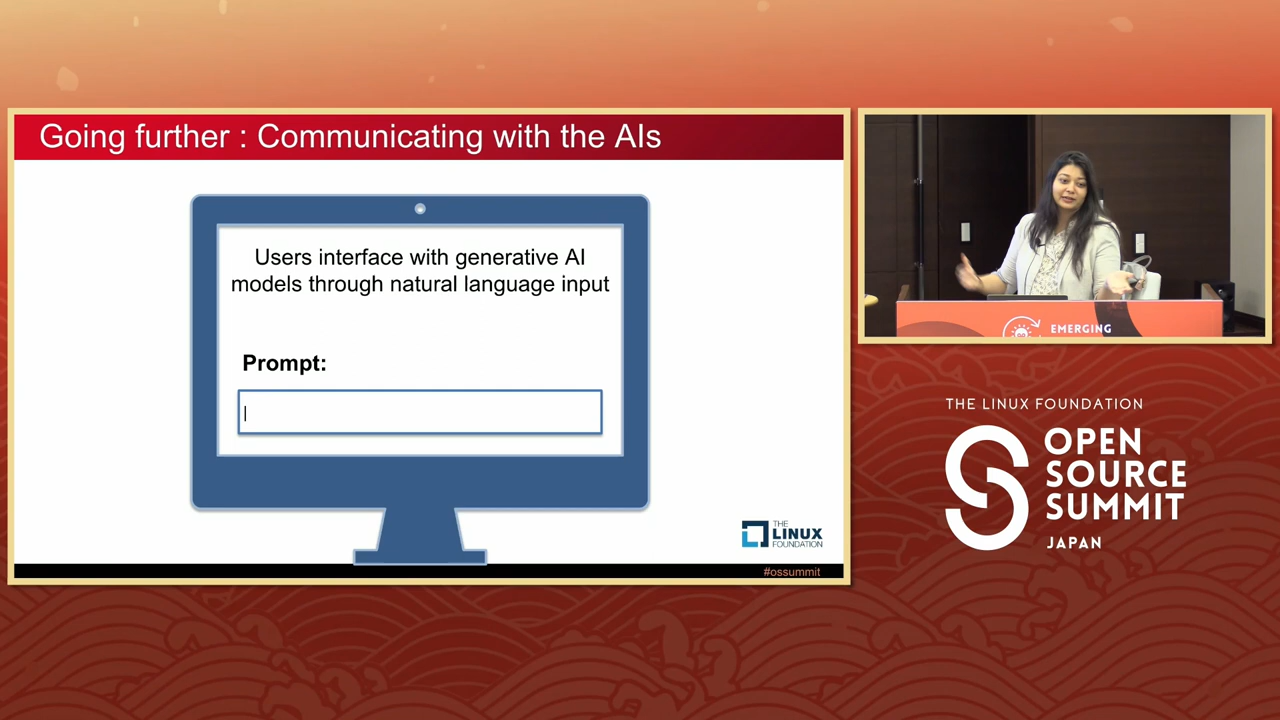 Going further : Communicating with the AIs
Users interface with generative AI
models through natural language input
Prompt:
THE
LINUX
FOUNDATION
#ossummit
EMERGING
THE LINUX FOUNDATION
OPEN
SOURCE
SUMMIT
JAPAN